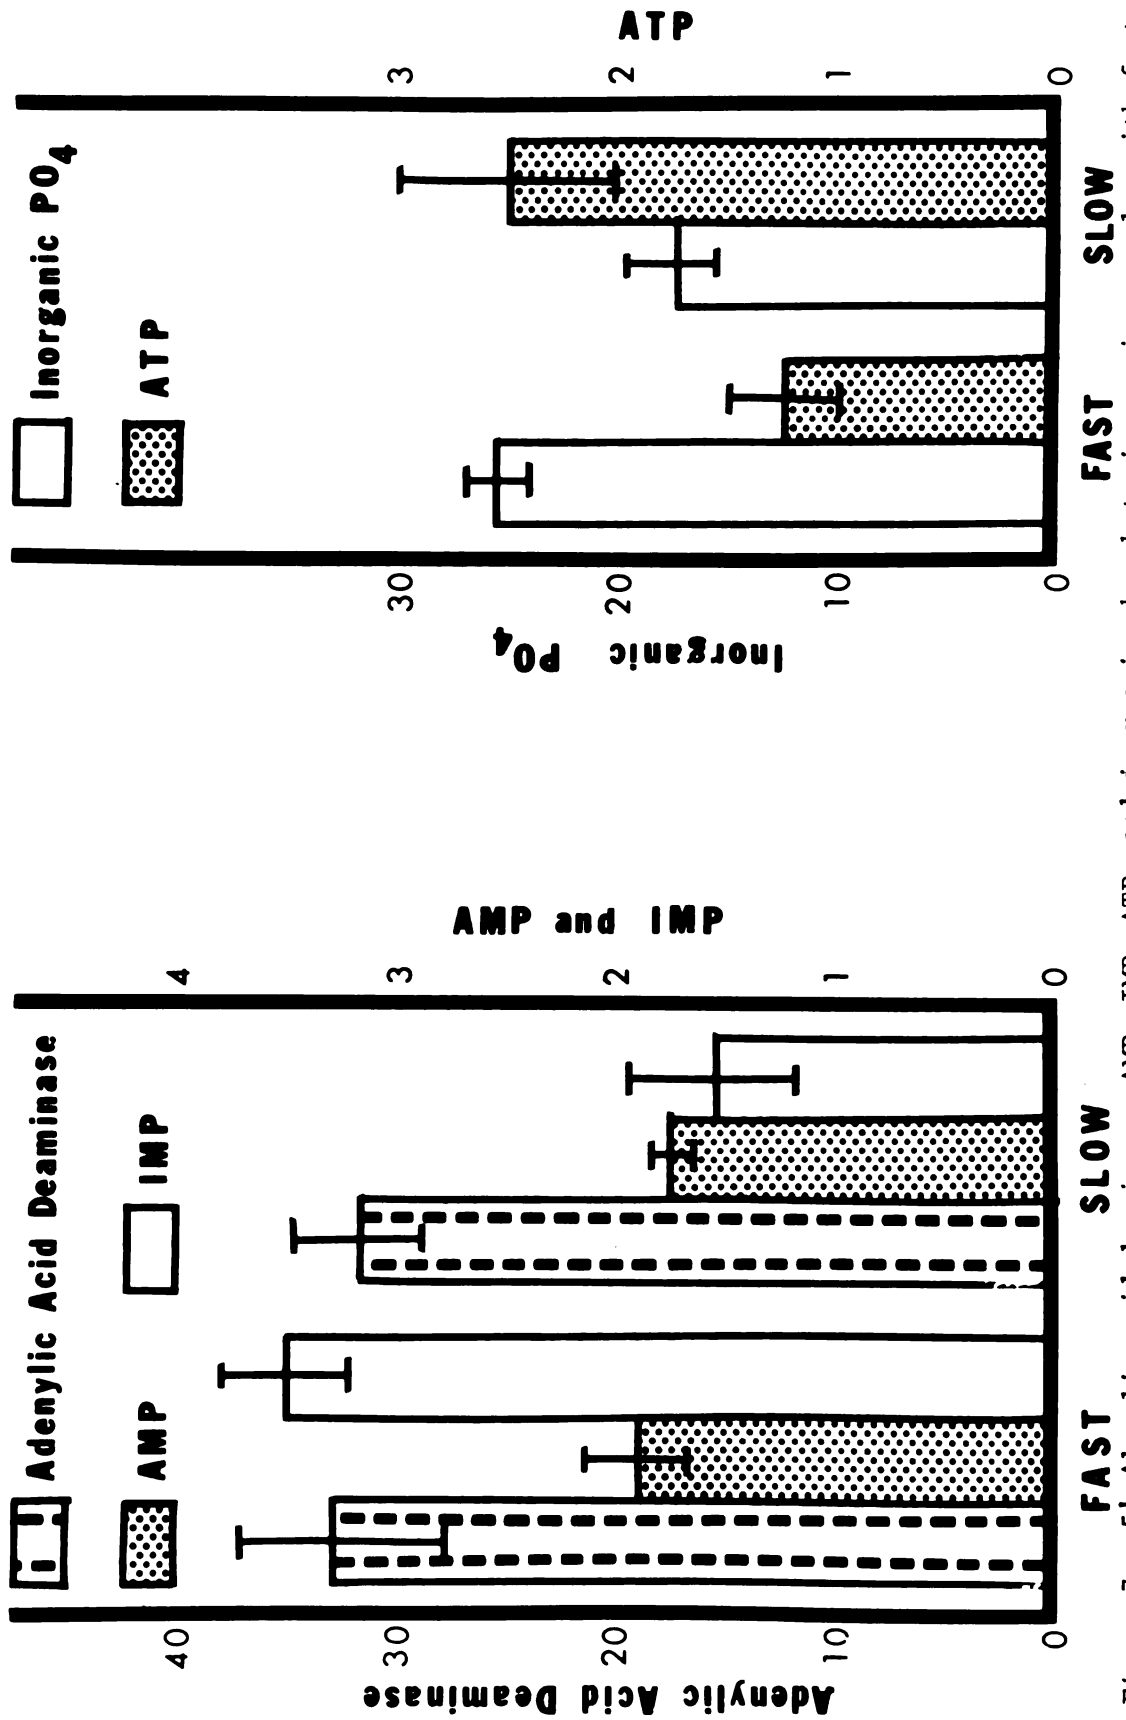 Adenylic Acid Deaminase
AMP
IMP
Adenylic Acid Deaminase
40
30
20
10
0
AMP and IMP
4
3
2
1
0
FAST
SLOW
Inorganic PO4
ATP
Inorganic PO4
30
20
10
0
ATP
3
2
1
0
FAST
SLOW